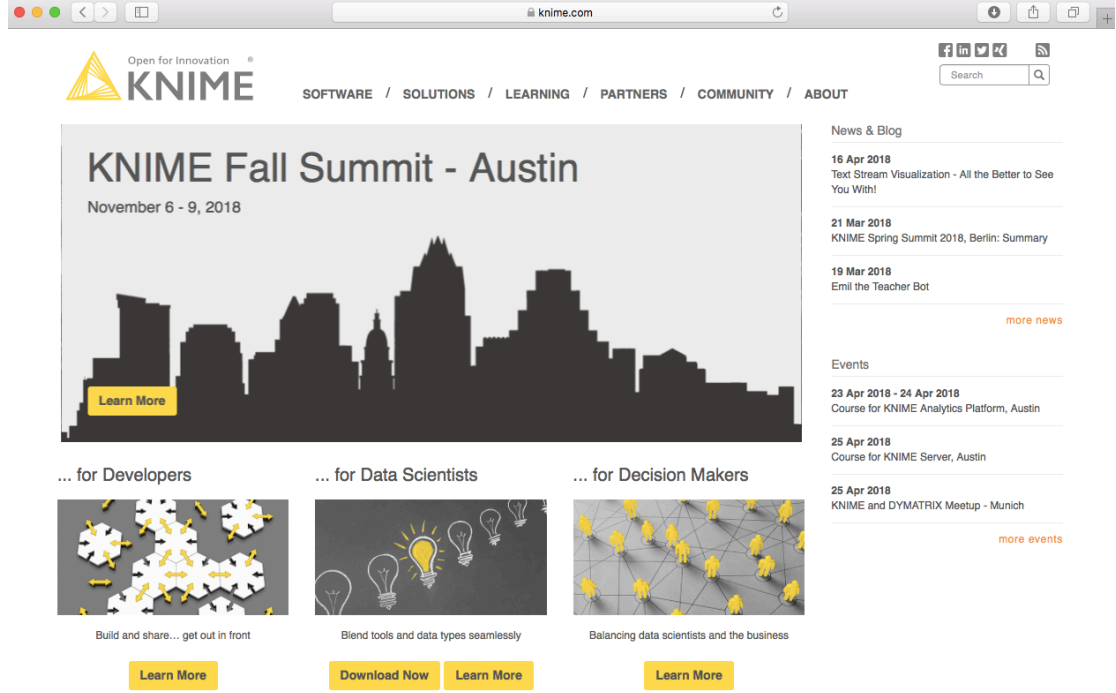 knime.com
Open for Innovation ®
KNIME
Search
SOFTWARE / SOLUTIONS / LEARNING / PARTNERS / COMMUNITY / ABOUT
KNIME Fall Summit - Austin
November 6 - 9, 2018
Learn More
News & Blog
16 Apr 2018
Text Stream Visualization - All the Better to See
You With!
21 Mar 2018
KNIME Spring Summit 2018, Berlin: Summary
19 Mar 2018
Emil the Teacher Bot
more news
Events
23 Apr 2018 - 24 Apr 2018
Course for KNIME Analytics Platform, Austin
25 Apr 2018
Course for KNIME Server, Austin
25 Apr 2018
KNIME and DYMATRIX Meetup - Munich
more events
... for Developers
Build and share... get out in front
Learn More
... for Data Scientists
Blend tools and data types seamlessly
Download Now
Learn More
... for Decision Makers
Balancing data scientists and the business
Learn More